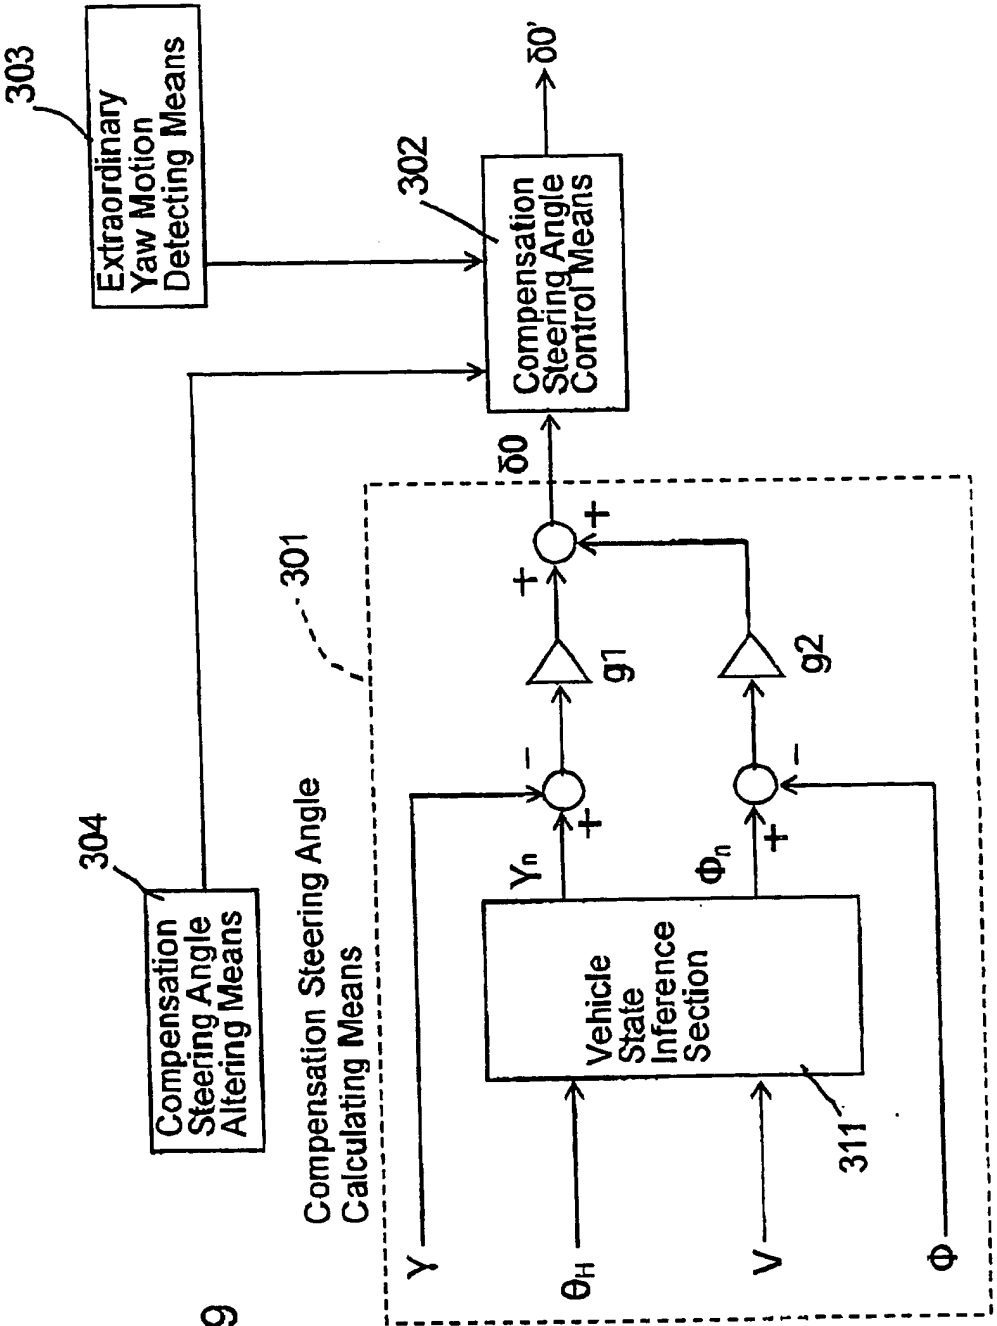 9
304
Compensation
Steering Angle
Altering Means
303
Extraordinary
Yaw Motion
Detecting Means
Compensation Steering Angle
Calculating Means
301
302
Compensation
Steering Angle
Control Means
δ0
δ0'
γ
θH
V
Φ
Vehicle
State
Inference
Section
311
γn
Φn
+
−
+
−
g1
g2
+
+